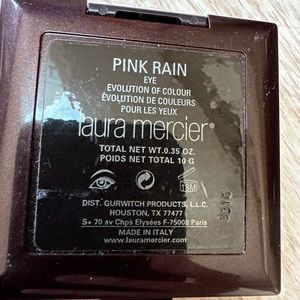 PINK RAIN
EYE
EVOLUTION OF COLOUR
ÉVOLUTION DE COULEURS
POUR LES YEUX
laura mercier®
TOTAL NET WT.0.35 OZ.
POIDS NET TOTAL 10 G
18M
DIST. GURWITCH PRODUCTS, L.L.C.
HOUSTON, TX 77477
S+ 70 av Chps Elysées F-75008 Paris
MADE IN ITALY
www.lauramercier.com